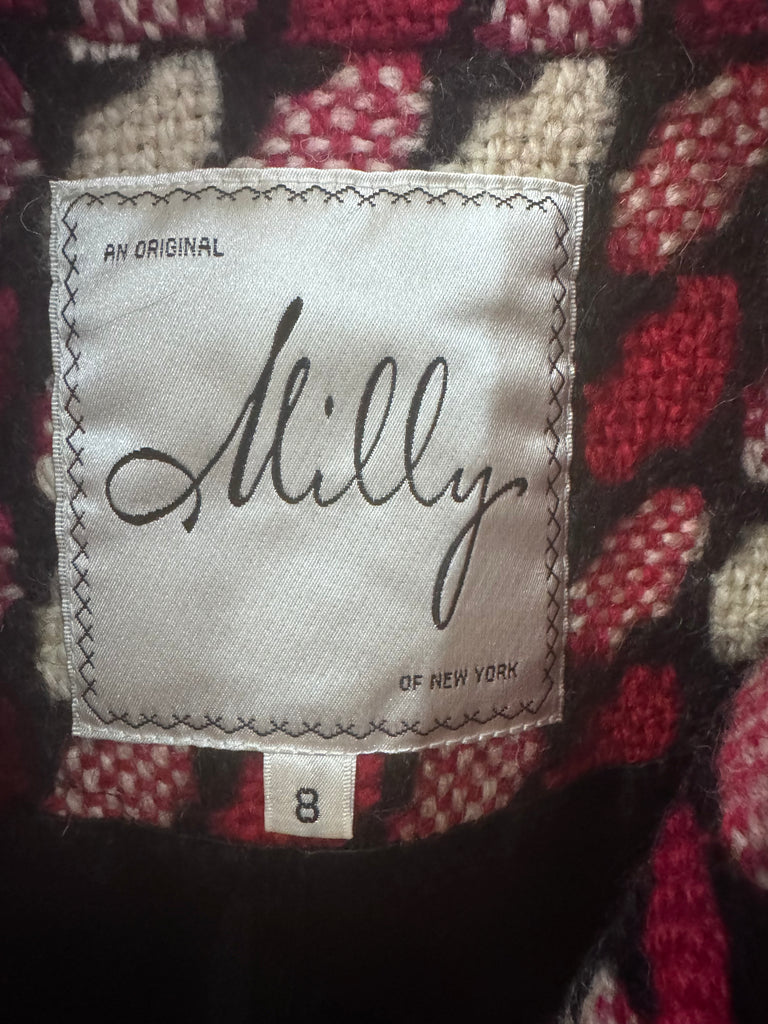 AN ORIGINAL
Milly
OF NEW YORK
8